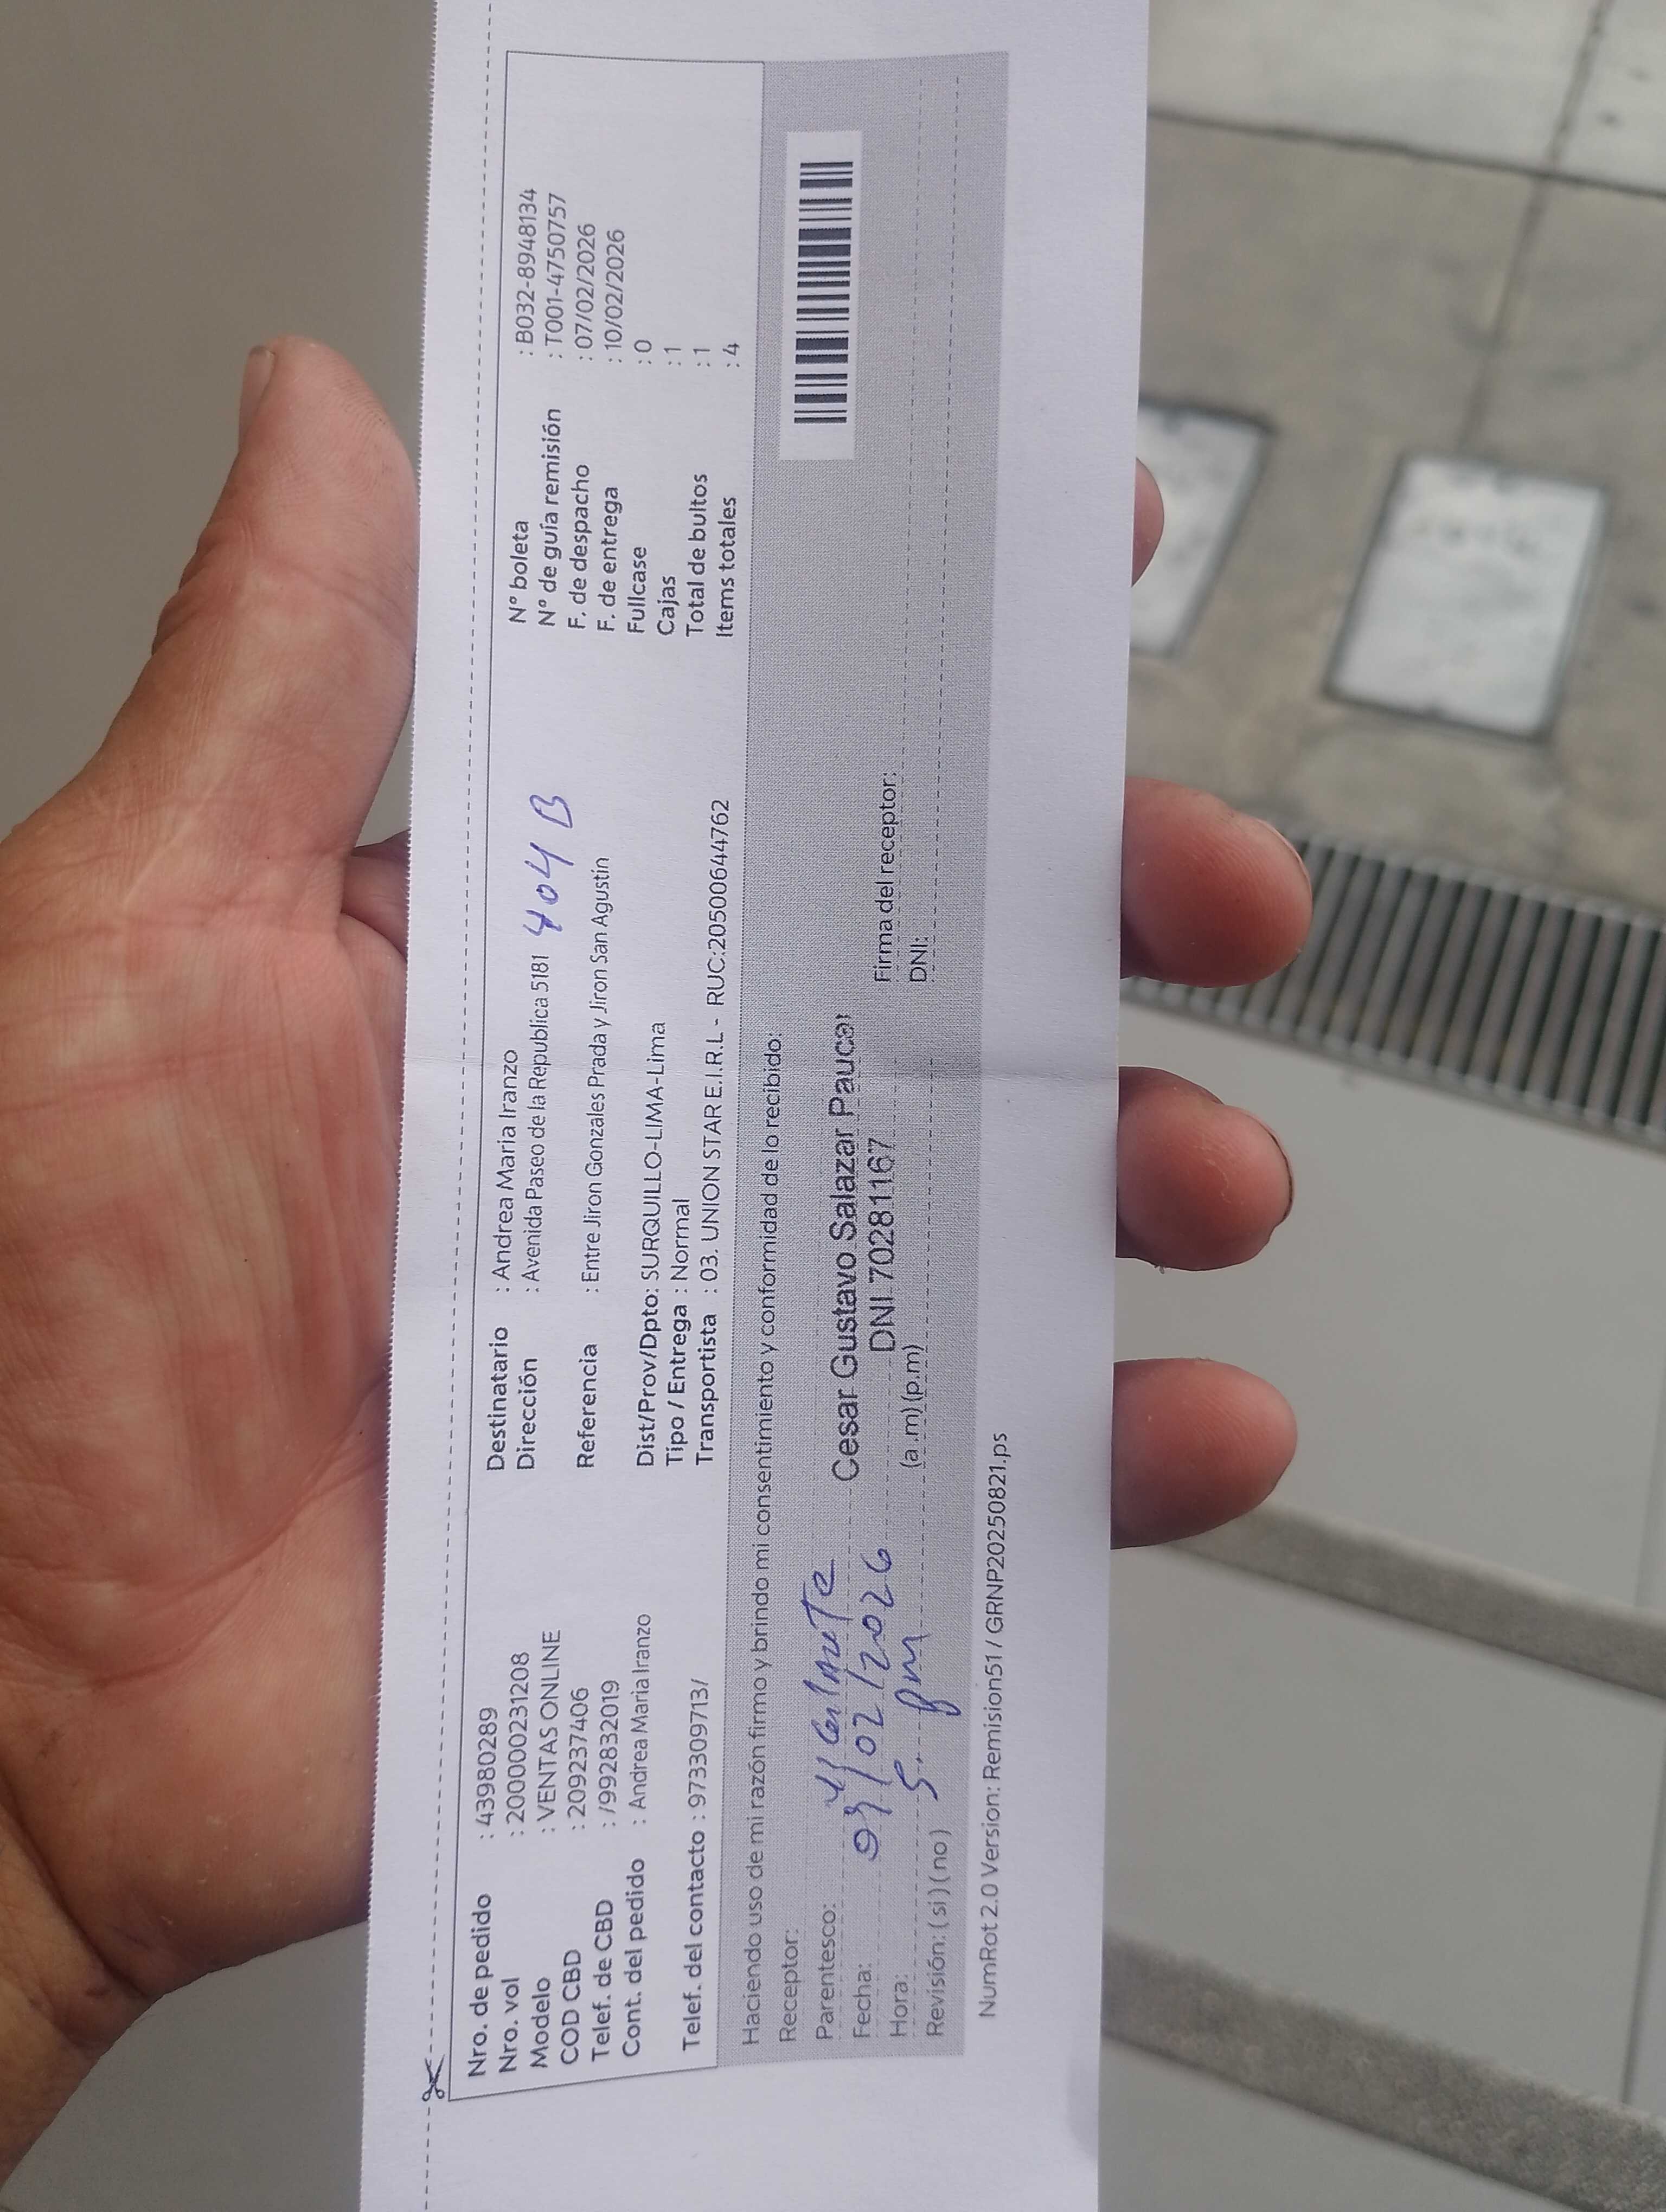 Nro. de pedido : 43980289
Nro. vol : 200000231208
Modelo : VENTAS ONLINE
COD CBD : 209237406
Telef. de CBD : /992832019
Cont. del pedido : Andrea Maria Iranzo
Telef. del contacto : 973309713/
Destinatario : Andrea Maria Iranzo
Dirección : Avenida Paseo de la Republica 5181 404 B
Referencia : Entre Jiron Gonzales Prada y Jiron San Agustín
Dist/Prov/Dpto: SURQUILLO-LIMA-Lima
Tipo / Entrega : Normal
Transportista : 03. UNION STAR E.I.R.L - RUC:20500644762
N° boleta : B032-8948134
N° de guía remisión : T001-4750757
F. de despacho : 07/02/2026
F. de entrega : 10/02/2026
Fullcase : 0
Cajas : 1
Total de bultos : 1
Items totales : 4
Haciendo uso de mi razón firmo y brindo mi consentimiento y conformidad de lo recibido:
Receptor:
Parentesco:
Cesar Gustavo Salazar Paucar
Fecha: 09/02/2026
DNI 70281167
Firma del receptor:
Hora: 5 pm (a.m)(p.m)
DNI:
Revisión: ( si ) ( no )
NumRot 2.0 Version: Remision51 / GRNP20250821.ps